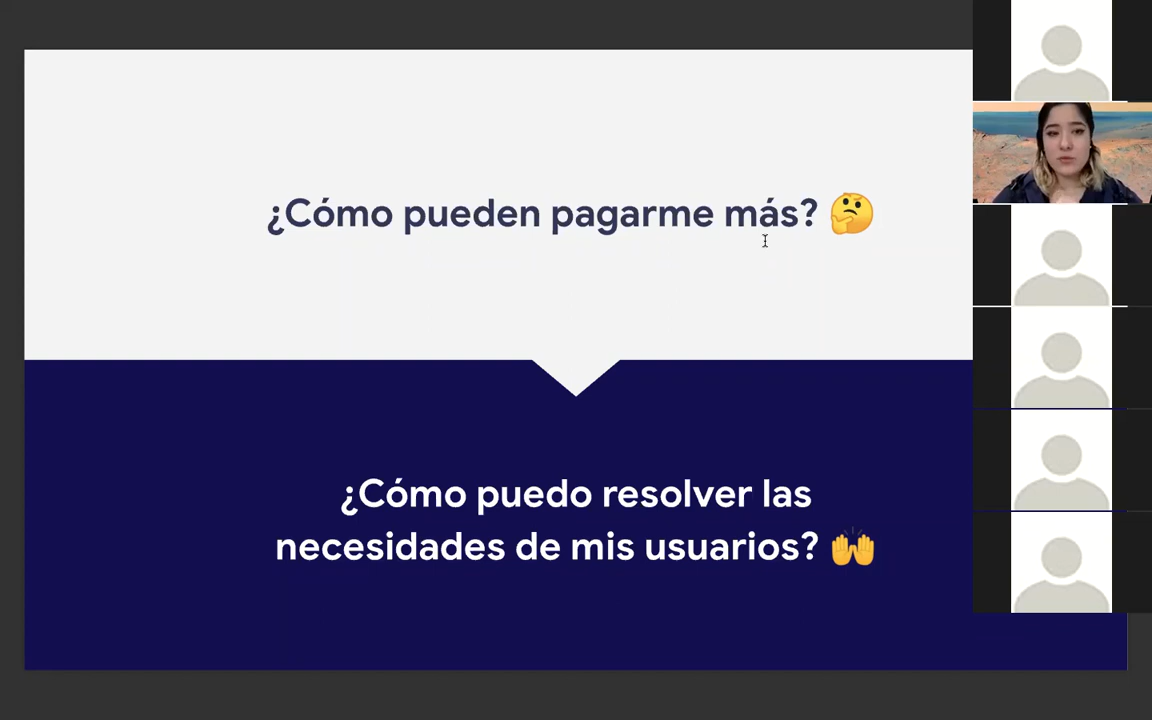 ¿Cómo pueden pagarme más? 🤔
¿Cómo puedo resolver las
necesidades de mis usuarios? 🙌